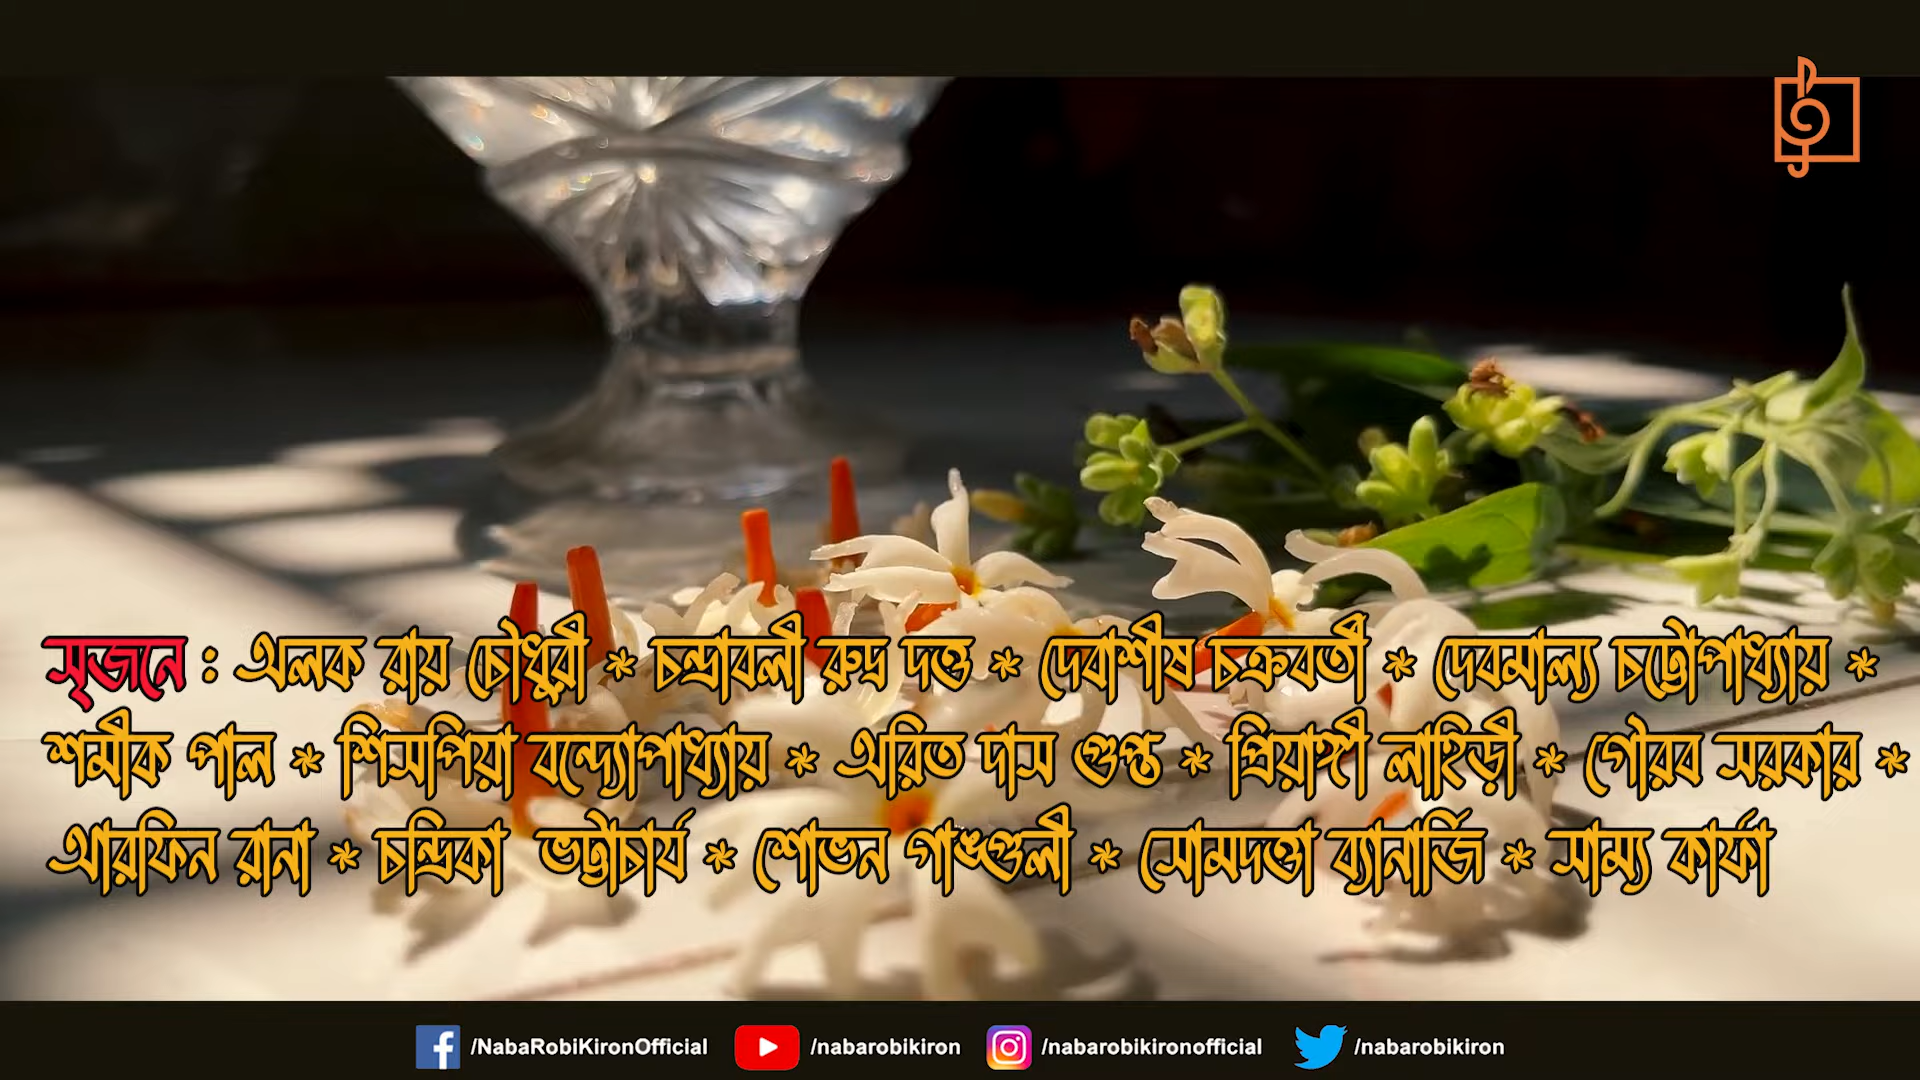 সৃজনে : অলক রায় চৌধুরী * চন্দ্রাবলী রুদ্র দত্ত * দেবাশীষ চক্রবর্তী * দেবমাল্য চট্টোপাধ্যায় *
শমীক পাল * শিসপিয়া বন্দ্যোপাধ্যায় * অরিত দাস গুপ্ত * প্রিয়াঙ্গী লাহিড়ী * গৌরব সরকার *
আরফিন রানা * চন্দ্রিকা ভট্টাচার্য * শোভন গাঙ্গুলী * সোমদত্তা ব্যানার্জি * সাম্য কার্ফা
/NabaRobiKironOfficial /nabarobikiron /nabarobikironofficial /nabarobikiron